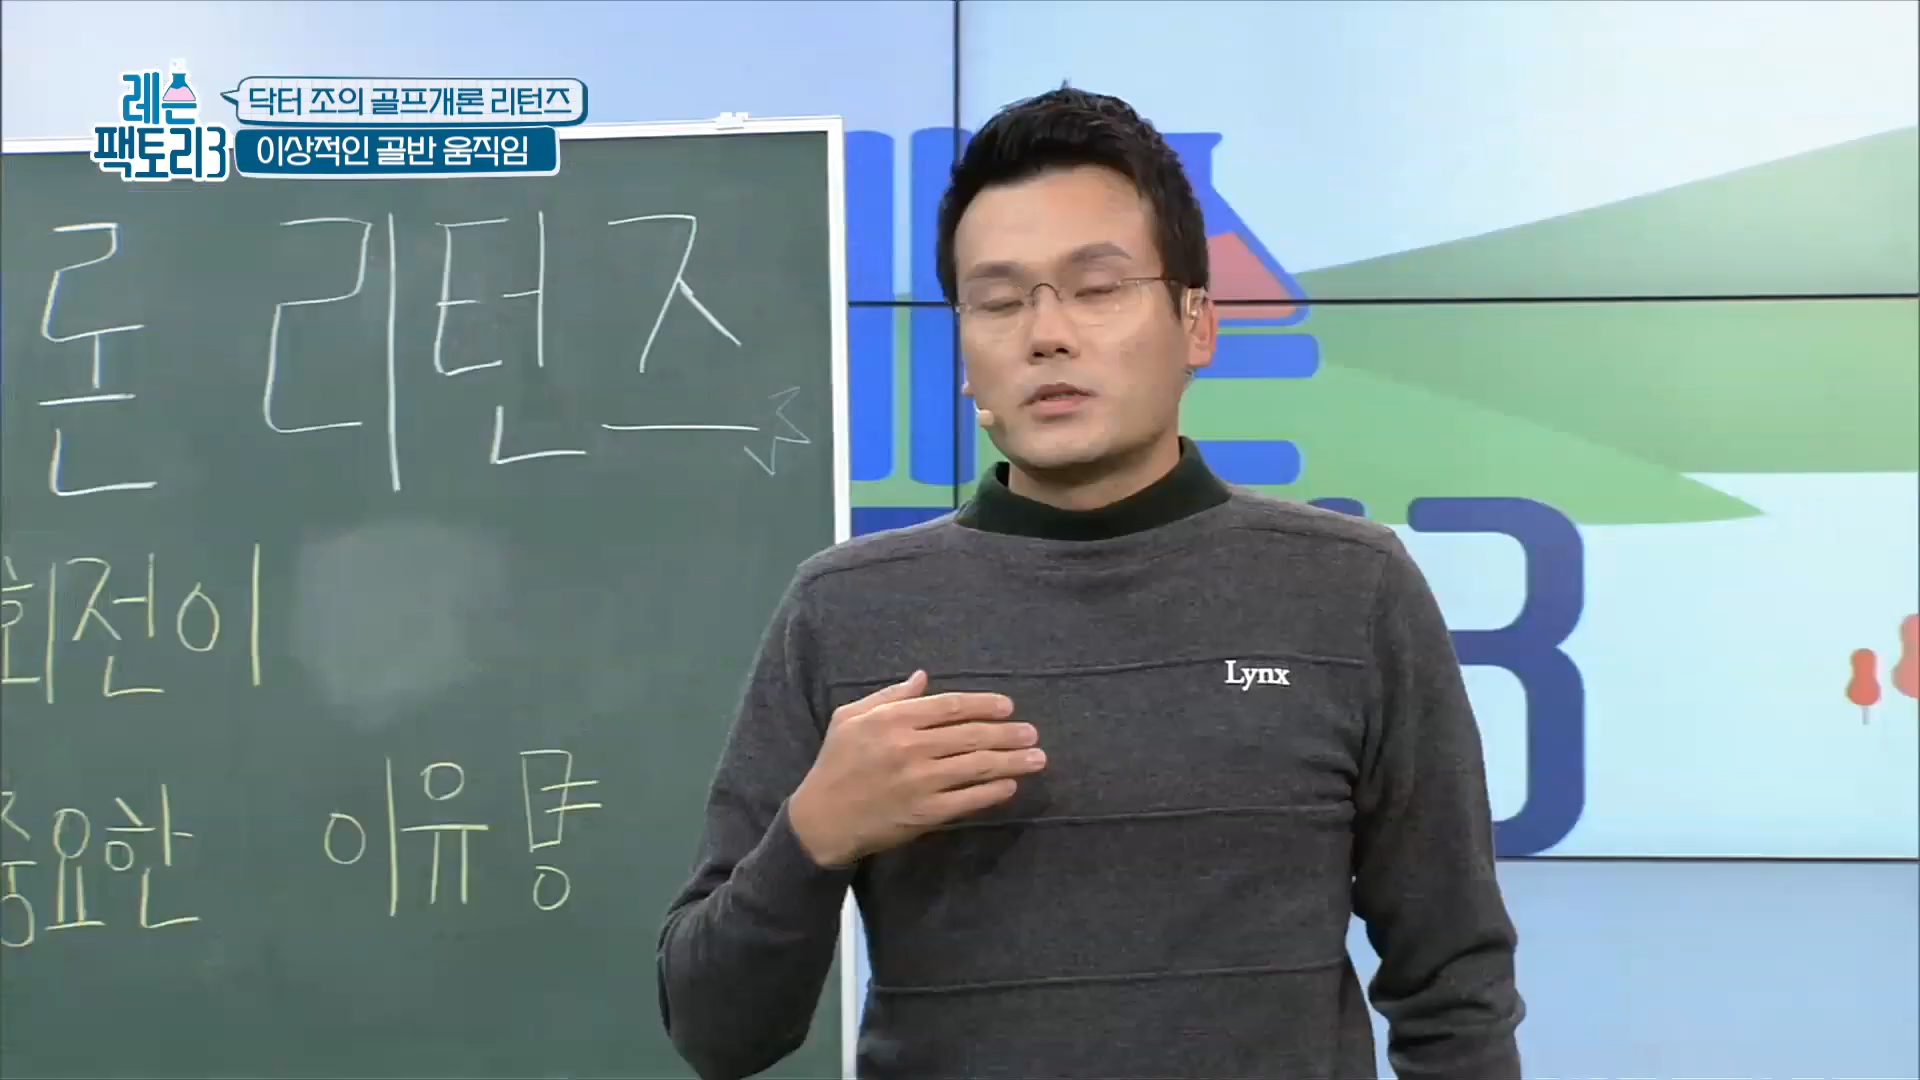 레슨
팩토리3
닥터 조의 골프개론 리턴즈
이상적인 골반 움직임
론 리턴즈
회전이
중요한 이유
Lynx
3